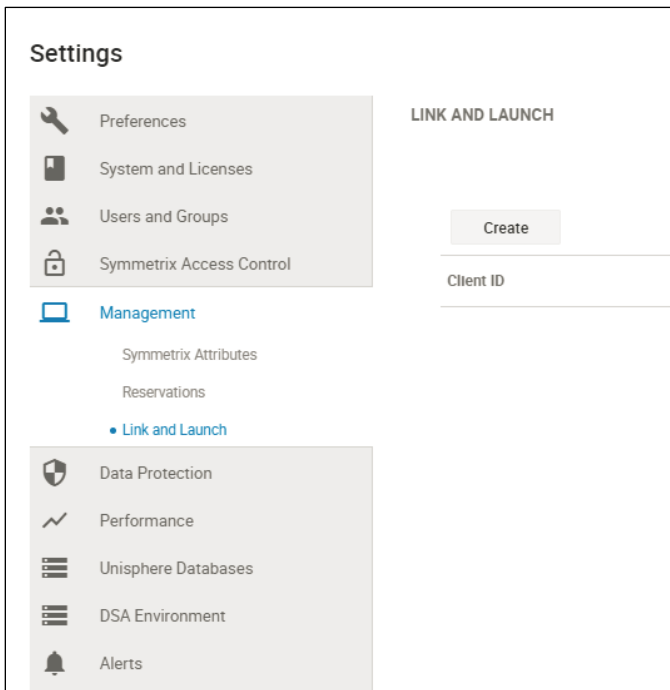 Settings
Preferences
System and Licenses
Users and Groups
Symmetrix Access Control
Management
Symmetrix Attributes
Reservations
• Link and Launch
Data Protection
Performance
Unisphere Databases
DSA Environment
Alerts
LINK AND LAUNCH
Create
Client ID